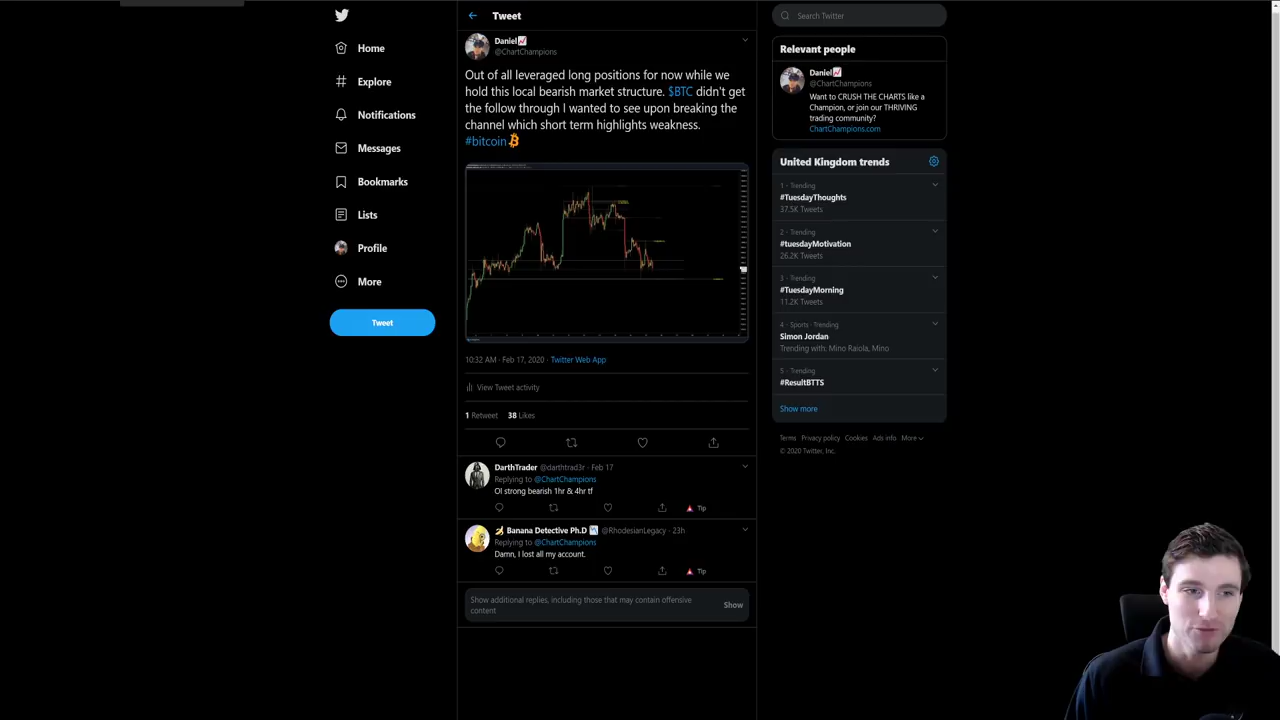 Home
Explore
Notifications
Messages
Bookmarks
Lists
Profile
More
Tweet
Tweet
Daniel
@ChartChampions
Out of all leveraged long positions for now while we
hold this local bearish market structure. $BTC didn't get
the follow through I wanted to see upon breaking the
channel which short term highlights weakness.
#bitcoin
10:32 AM · Feb 17, 2020 · Twitter Web App
View Tweet activity
1 Retweet 38 Likes
DarthTrader @darthtrad3r · Feb 17
Replying to @ChartChampions
OI strong bearish 1hr & 4hr tf
Tip
Banana Detective Ph.D @RhodesianLegacy · 23h
Replying to @ChartChampions
Damn, I lost all my account.
Tip
Show additional replies, including those that may contain offensive
content
Show
Search Twitter
Relevant people
Daniel
@ChartChampions
Want to CRUSH THE CHARTS like a
Champion, or join our THRIVING
trading community?
ChartChampions.com
United Kingdom trends
1 · Trending
#TuesdayThoughts
37.5K Tweets
2 · Trending
#tuesdayMotivation
26.2K Tweets
3 · Trending
#TuesdayMorning
11.2K Tweets
4 · Sports · Trending
Simon Jordan
Trending with: Mino Raiola, Mino
5 · Trending
#ResultBTTS
Show more
Terms Privacy policy Cookies Ads info More
© 2020 Twitter, Inc.